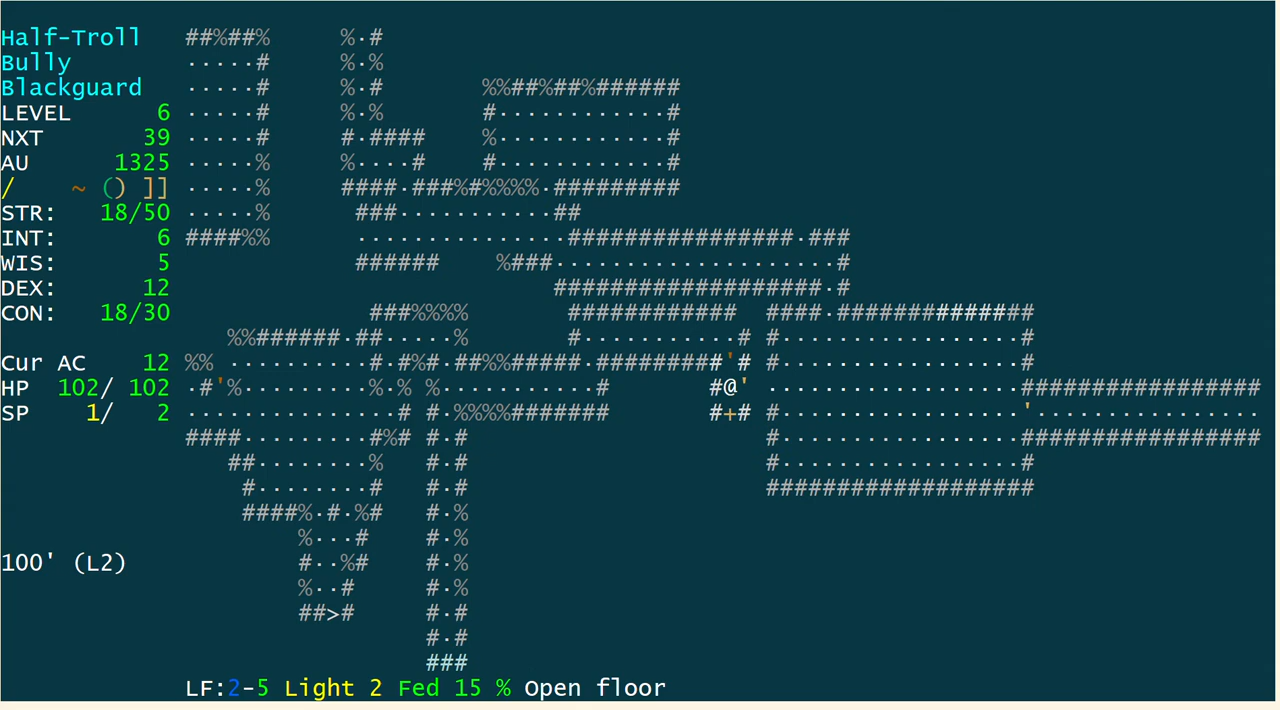 Half-Troll   ##%##%     %·#
Bully        ·····#     %·%
Blackguard   ·····#     %·#       %%##%##%######
LEVEL      6 ·····#     %·%       #············#
NXT       39 ·····#     #·####    %············#
AU      1325 ·····%     %····#    #············#
/    ~ () ]] ·····%     ####·###%#%%%%·#########
STR:   18/50 ·····%      ###···········##
INT:       6 ####%%      ···············################·###
WIS:       5             ######    %###····················#
DEX:      12                           ###################·#
CON:   18/30              ###%%%%       ############  ####·##############
%%######·##·····%       #···········# #·················#
Cur AC    12 %% ··········#·#%#·##%%#####·#########'# #·················#
HP  102/ 102 ·#'%·········%·% %···········#       #@' ··················#################
SP    1/   2 ···············# #·%%%%#######       #+# #·················'················
####·········#%# #·#                     #·················#################
##········% #·#                     #·················#
#········# #·#                     ###################
####%·#·%# #·%
%···# #·%
100' (L2) #··%# #·%
%··# #·%
##>#     #·#
#·#
###
LF:2-5 Light 2 Fed 15 % Open floor